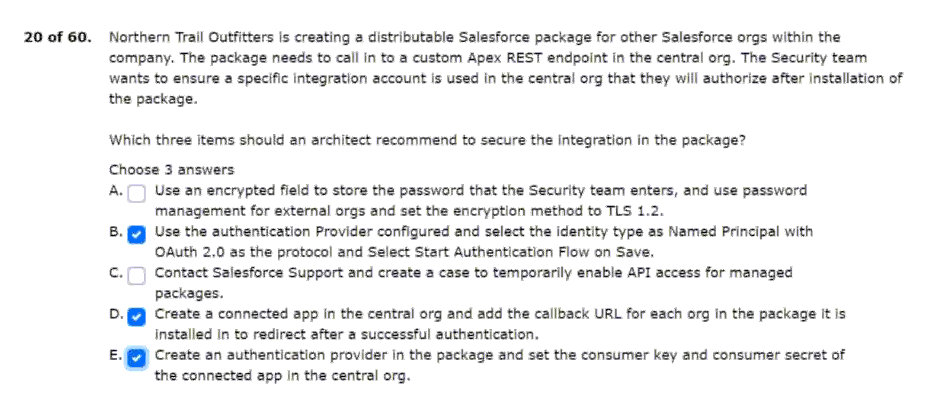 20 of 60. Northern Trail Outfitters is creating a distributable Salesforce package for other Salesforce orgs within the
company. The package needs to call in to a custom Apex REST endpoint in the central org. The Security team
wants to ensure a specific integration account is used in the central org that they will authorize after installation of
the package.
Which three items should an architect recommend to secure the integration in the package?
Choose 3 answers
A. Use an encrypted field to store the password that the Security team enters, and use password
management for external orgs and set the encryption method to TLS 1.2.
B. Use the authentication Provider configured and select the identity type as Named Principal with
OAuth 2.0 as the protocol and Select Start Authentication Flow on Save.
C. Contact Salesforce Support and create a case to temporarily enable API access for managed
packages.
D. Create a connected app in the central org and add the callback URL for each org in the package it is
installed in to redirect after a successful authentication.
E. Create an authentication provider in the package and set the consumer key and consumer secret of
the connected app in the central org.